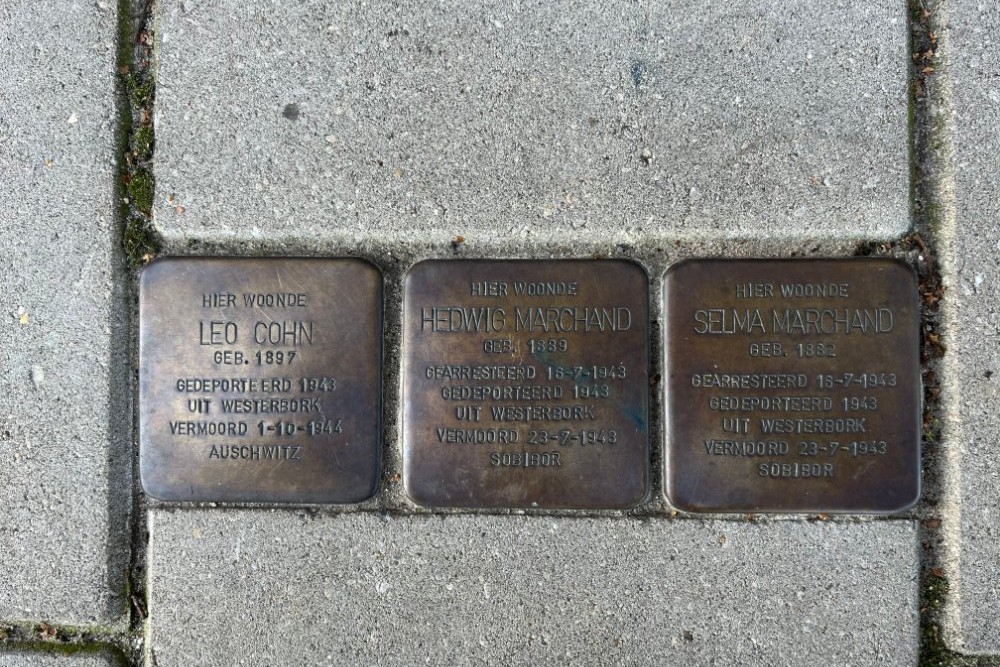 HIER WOONDE
LEO COHN
GEB. 1897
GEDEPORTEERD 1943
UIT WESTERBORK
VERMOORD 1-10-1944
AUSCHWITZ
HIER WOONDE
HEDWIG MARCHAND
GEB. 1889
GEARRESTEERD 16-7-1943
GEDEPORTEERD 1943
UIT WESTERBORK
VERMOORD 23-7-1943
SOBIBOR
HIER WOONDE
SELMA MARCHAND
GEB. 1882
GEARRESTEERD 16-7-1943
GEDEPORTEERD 1943
UIT WESTERBORK
VERMOORD 23-7-1943
SOBIBOR